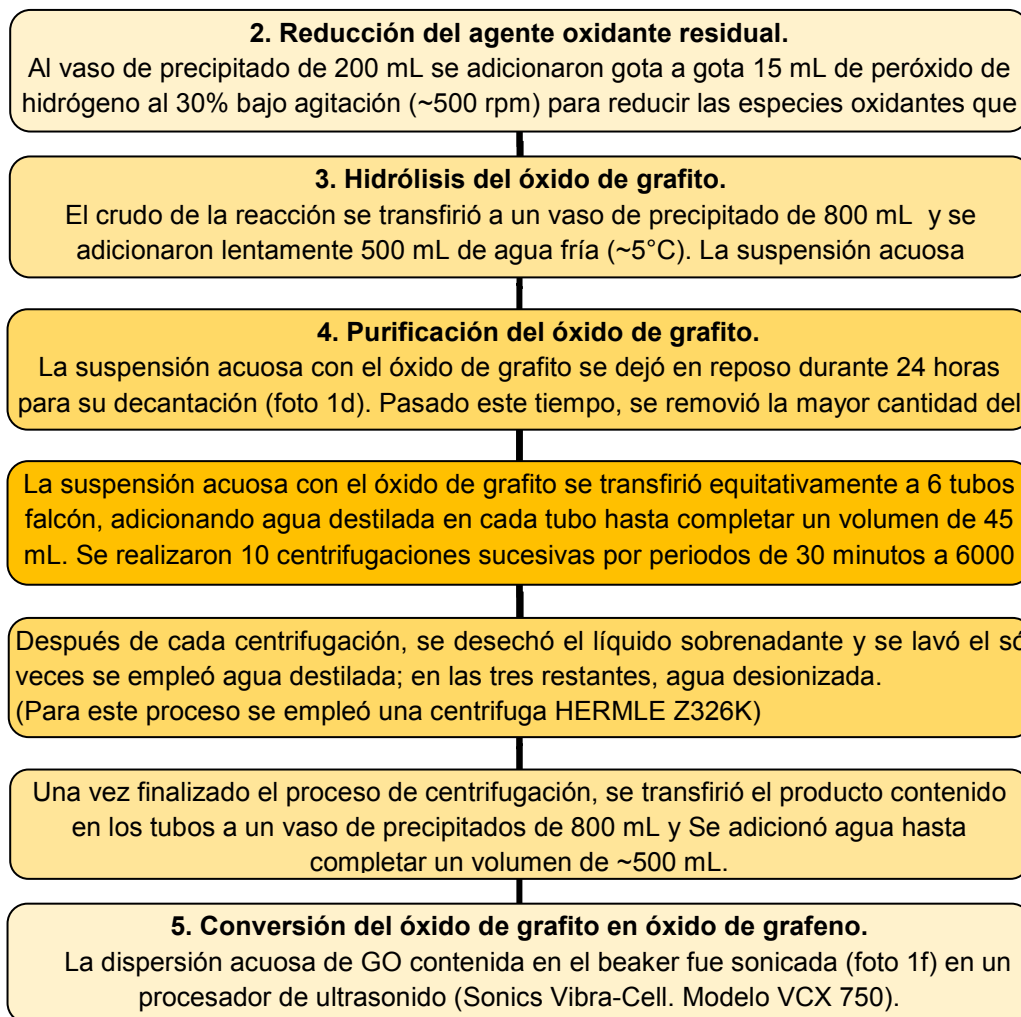 2. Reducción del agente oxidante residual.
Al vaso de precipitado de 200 mL se adicionaron gota a gota 15 mL de peróxido de
hidrógeno al 30% bajo agitación (~500 rpm) para reducir las especies oxidantes que
3. Hidrólisis del óxido de grafito.
El crudo de la reacción se transfirió a un vaso de precipitado de 800 mL y se
adicionaron lentamente 500 mL de agua fría (~5°C). La suspensión acuosa
4. Purificación del óxido de grafito.
La suspensión acuosa con el óxido de grafito se dejó en reposo durante 24 horas
para su decantación (foto 1d). Pasado este tiempo, se removió la mayor cantidad del
La suspensión acuosa con el óxido de grafito se transfirió equitativamente a 6 tubos
falcón, adicionando agua destilada en cada tubo hasta completar un volumen de 45
mL. Se realizaron 10 centrifugaciones sucesivas por periodos de 30 minutos a 6000
Después de cada centrifugación, se desechó el líquido sobrenadante y se lavó el
veces se empleó agua destilada; en las tres restantes, agua desionizada.
(Para este proceso se empleó una centrifuga HERMLE Z326K)
Una vez finalizado el proceso de centrifugación, se transfirió el producto contenido
en los tubos a un vaso de precipitados de 800 mL y Se adicionó agua hasta
completar un volumen de ~500 mL.
5. Conversión del óxido de grafito en óxido de grafeno.
La dispersión acuosa de GO contenida en el beaker fue sonicada (foto 1f) en un
procesador de ultrasonido (Sonics Vibra-Cell. Modelo VCX 750).